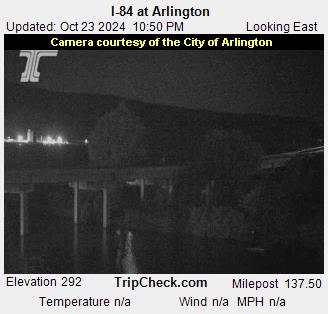 I-84 at Arlington
Updated: Oct 23 2024 10:50 PM Looking East
Camera courtesy of the City of Arlington
Elevation 292 TripCheck.com Milepost 137.50
Temperature n/a Wind n/a MPH n/a